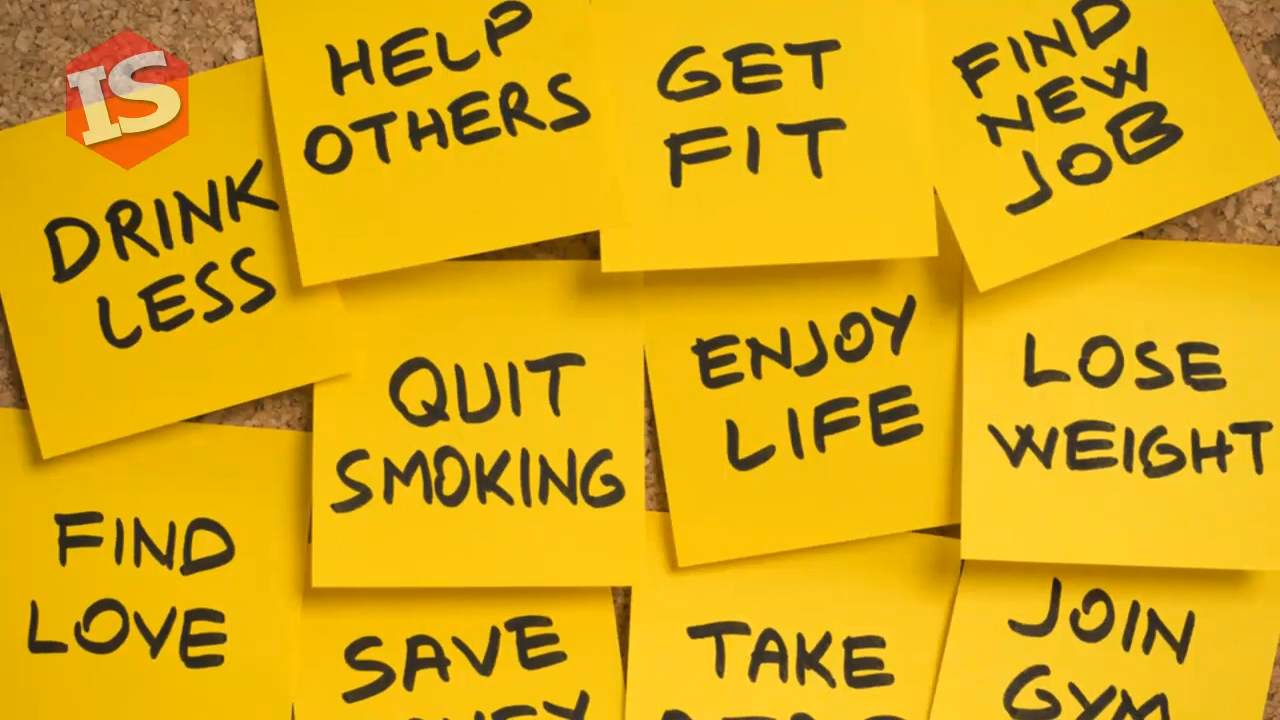 IS
HELP
OTHERS
GET
FIT
FIND
NEW
JOB
DRINK
LESS
QUIT
SMOKING
ENJOY
LIFE
LOSE
WEIGHT
FIND
LOVE
SAVE
TAKE
JOIN
GYM